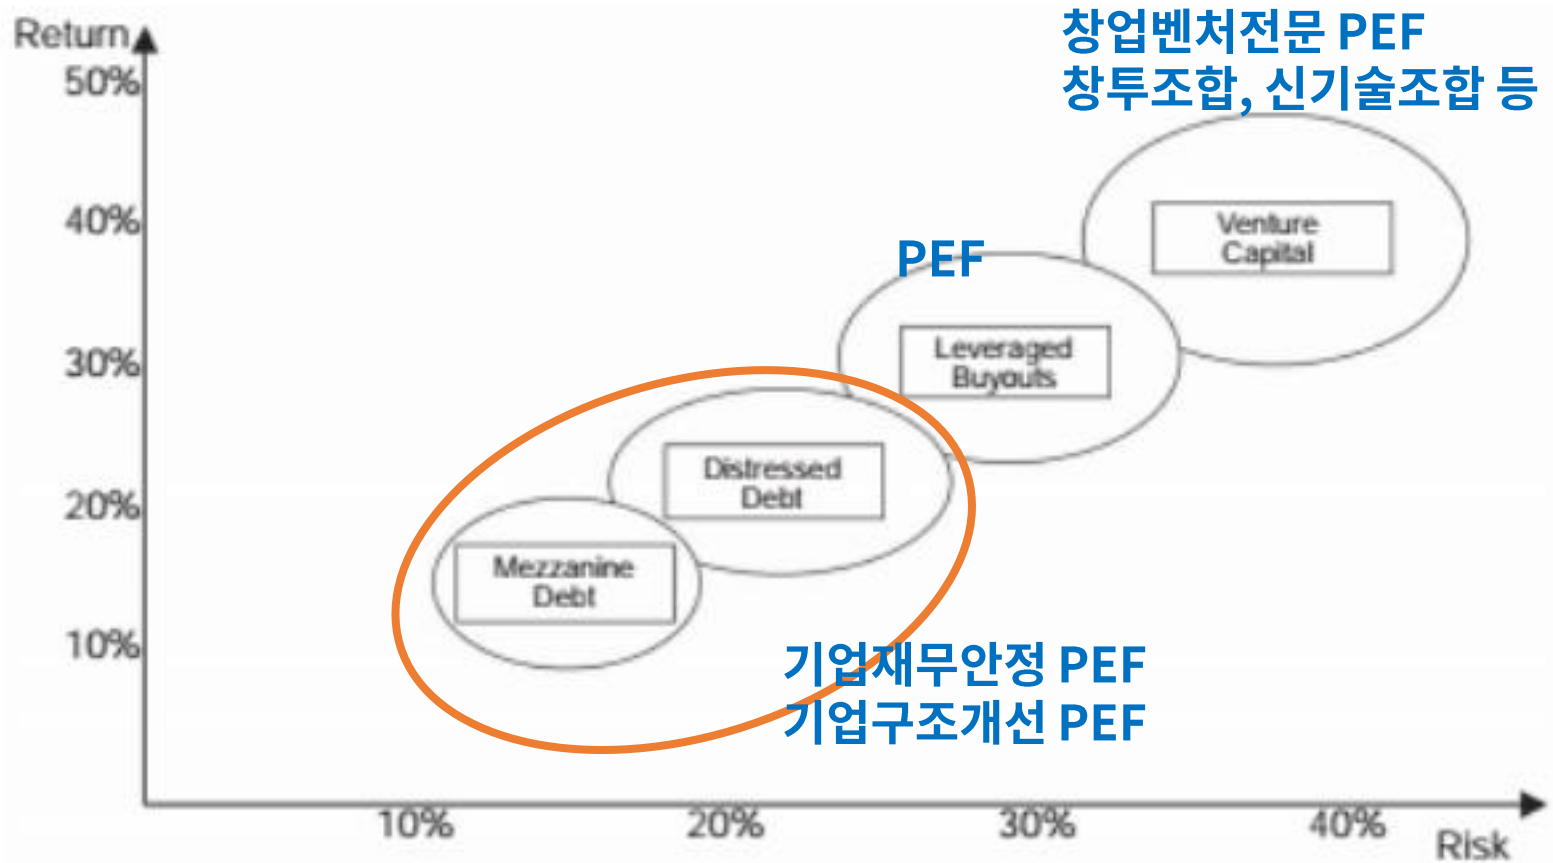 Return
50%
40%
30%
20%
10%
창업벤처전문 PEF
창투조합, 신기술조합 등
Venture
Capital
PEF
Leveraged
Buyouts
Distressed
Debt
Mezzanine
Debt
기업재무안정 PEF
기업구조개선 PEF
10%
20%
30%
40%
Risk